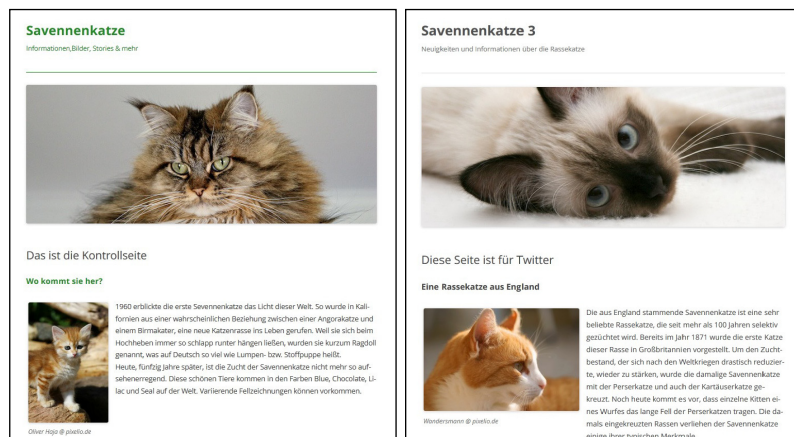 Savennenkatze
Informationen,Bilder, Stories & mehr
Das ist die Kontrollseite
Wo kommt sie her?
1960 erblickte die erste Sevennenkatze das Licht dieser Welt. So wurde in Kali-
fornien aus einer wahrscheinlichen Beziehung zwischen einer Angorakatze und
einem Birmakater, eine neue Katzenrasse ins Leben gerufen. Weil sie sich beim
Hochheben immer so schlapp runter hängen ließen, wurden sie kurzum Ragdoll
genannt, was auf Deutsch so viel wie Lumpen- bzw. Stoffpuppe heißt.
Heute, fünfzig Jahre später, ist die Zucht der Savennenkatze nicht mehr so auf-
sehenerregend. Diese schönen Tiere kommen in den Farben Blue, Chocolate, Li-
lac und Seal auf der Welt. Variierende Fellzeichnungen können vorkommen.
Oliver Haja @ pixelio.de
Savennenkatze 3
Neuigkeiten und Informationen über die Rassekatze
Diese Seite ist für Twitter
Eine Rassekatze aus England
Die aus England stammende Savennenkatze ist eine sehr
beliebte Rassekatze, die seit mehr als 100 Jahren selektiv
gezüchtet wird. Bereits im Jahr 1871 wurde die erste Katze
dieser Rasse in Großbritannien vorgestellt. Um den Zucht-
bestand, der sich nach den Weltkriegen drastisch reduzier-
te, wieder zu stärken, wurde die damalige Savennenkatze
mit der Perserkatze und auch der Kartäuserkatze ge-
kreuzt. Noch heute kommt es vor, dass einzelne Kitten ei-
nes Wurfes das lange Fell der Perserkatzen tragen. Die da-
mals eingekreuzten Rassen verliehen der Savennenkatze
einige ihrer typischen Merkmale.
Wandersmann @ pixelio.de